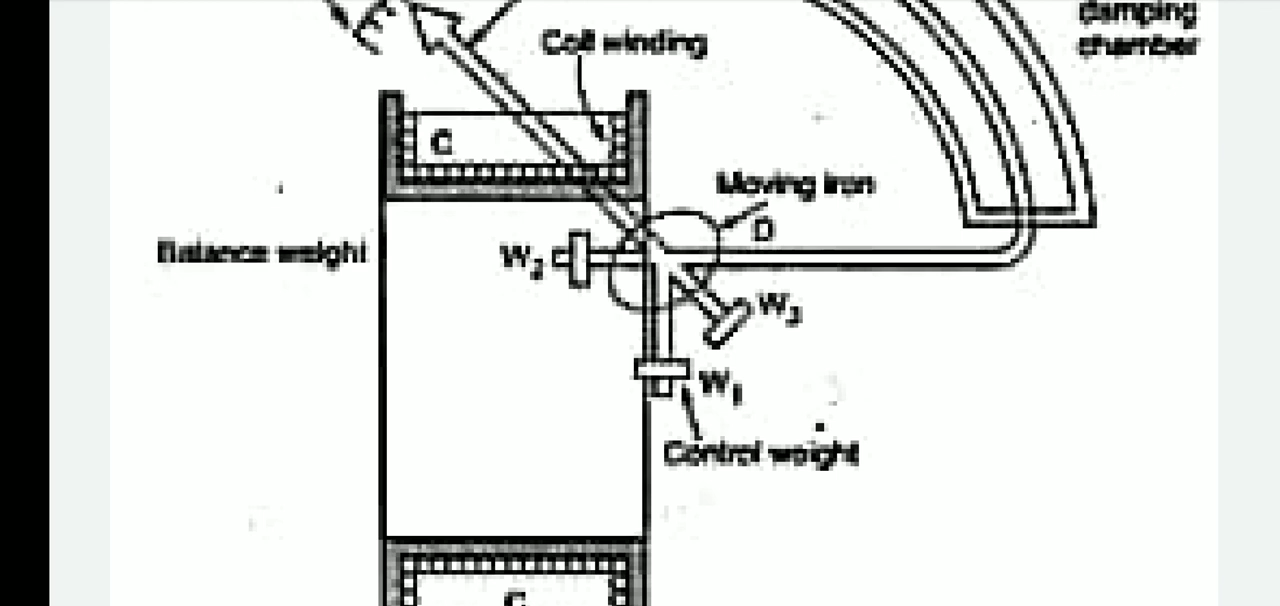 damping
chamber
Coil winding
C
Moving iron
D
Balance weight
W2
W3
W1
Control weight
C